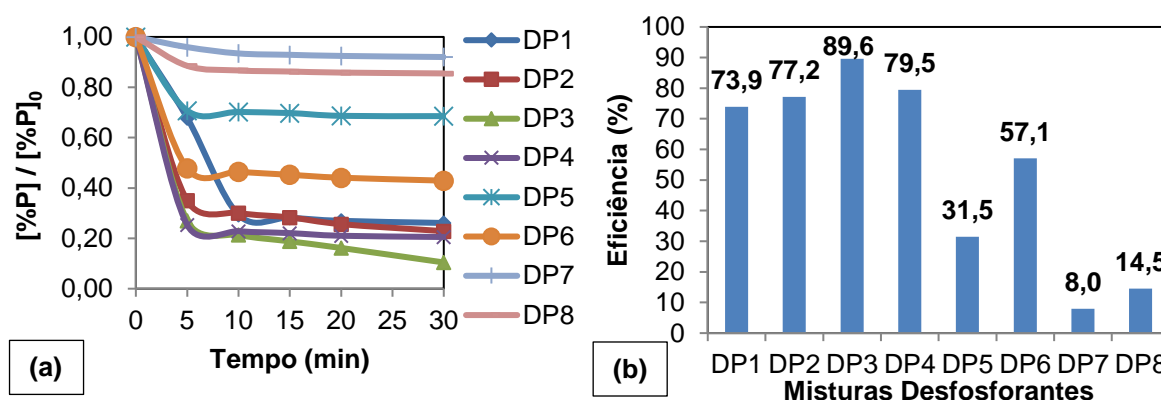 [%P] / [%P]0
1,00
0,80
0,60
0,40
0,20
0,00
0 5 10 15 20 25 30
Tempo (min)
DP1
DP2
DP3
DP4
DP5
DP6
DP7
DP8
(a)
Eficiência (%)
100
90
80
70
60
50
40
30
20
10
0
73,9 77,2 89,6 79,5 31,5 57,1 8,0 14,5
DP1 DP2 DP3 DP4 DP5 DP6 DP7 DP8
Misturas Desfosforantes
(b)